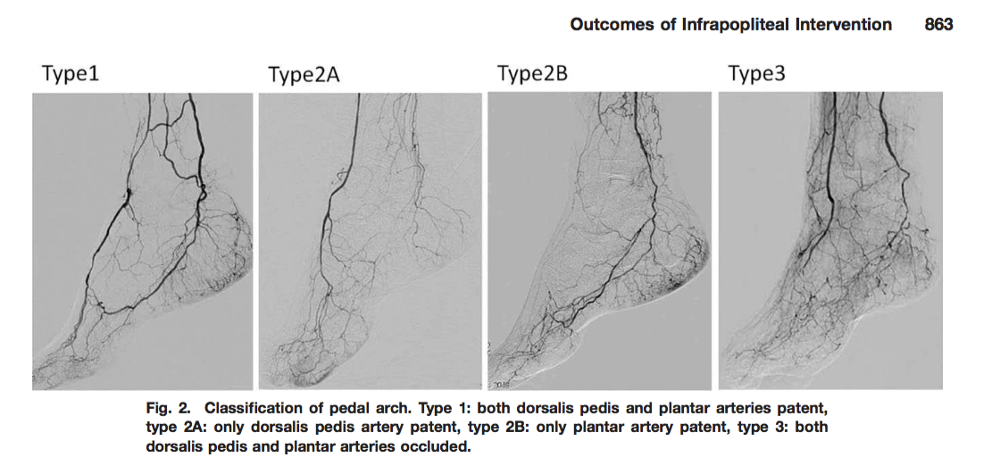 Outcomes of Infrapopliteal Intervention 863
Type1 Type2A Type2B Type3
Fig. 2. Classification of pedal arch. Type 1: both dorsalis pedis and plantar arteries patent,
type 2A: only dorsalis pedis artery patent, type 2B: only plantar artery patent, type 3: both
dorsalis pedis and plantar arteries occluded.